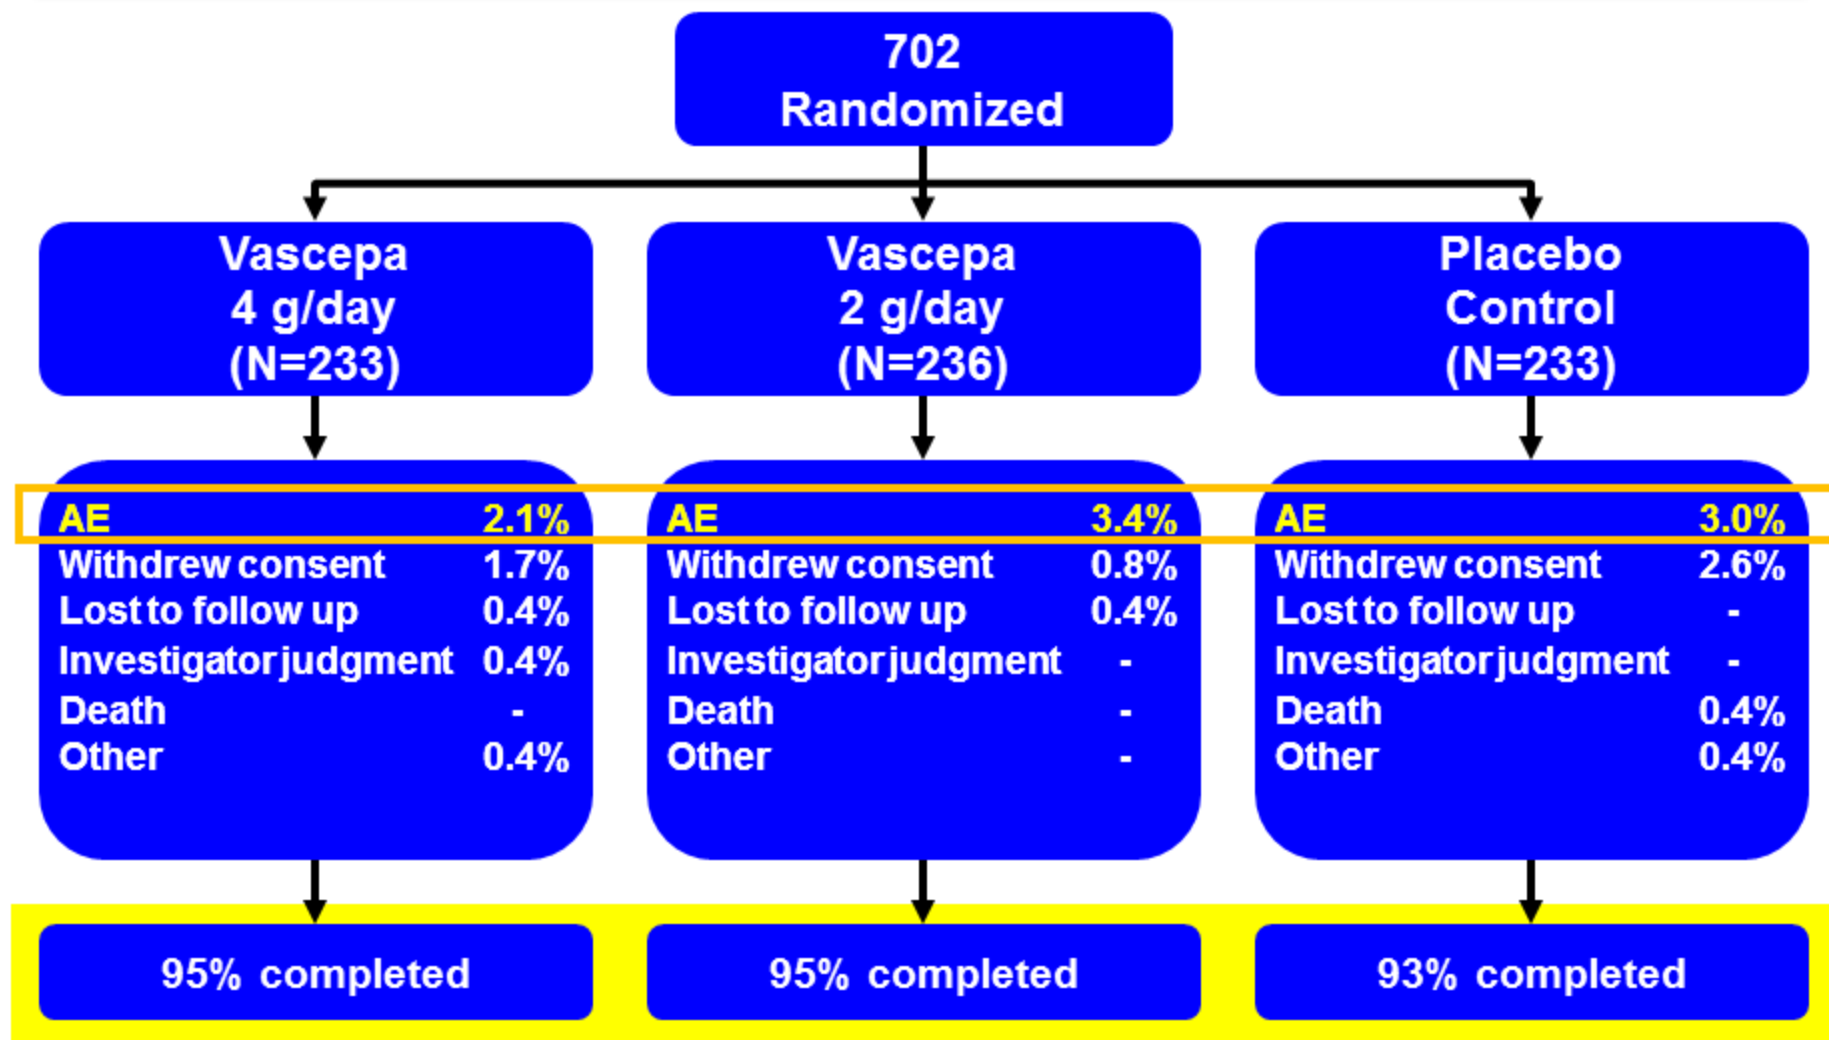 702
Randomized
Vascepa
4 g/day
(N=233)
Vascepa
2 g/day
(N=236)
Placebo
Control
(N=233)
AE 2.1%
Withdrew consent 1.7%
Lost to follow up 0.4%
Investigator judgment 0.4%
Death -
Other 0.4%
AE 3.4%
Withdrew consent 0.8%
Lost to follow up 0.4%
Investigator judgment -
Death -
Other -
AE 3.0%
Withdrew consent 2.6%
Lost to follow up -
Investigator judgment -
Death 0.4%
Other 0.4%
95% completed
95% completed
93% completed